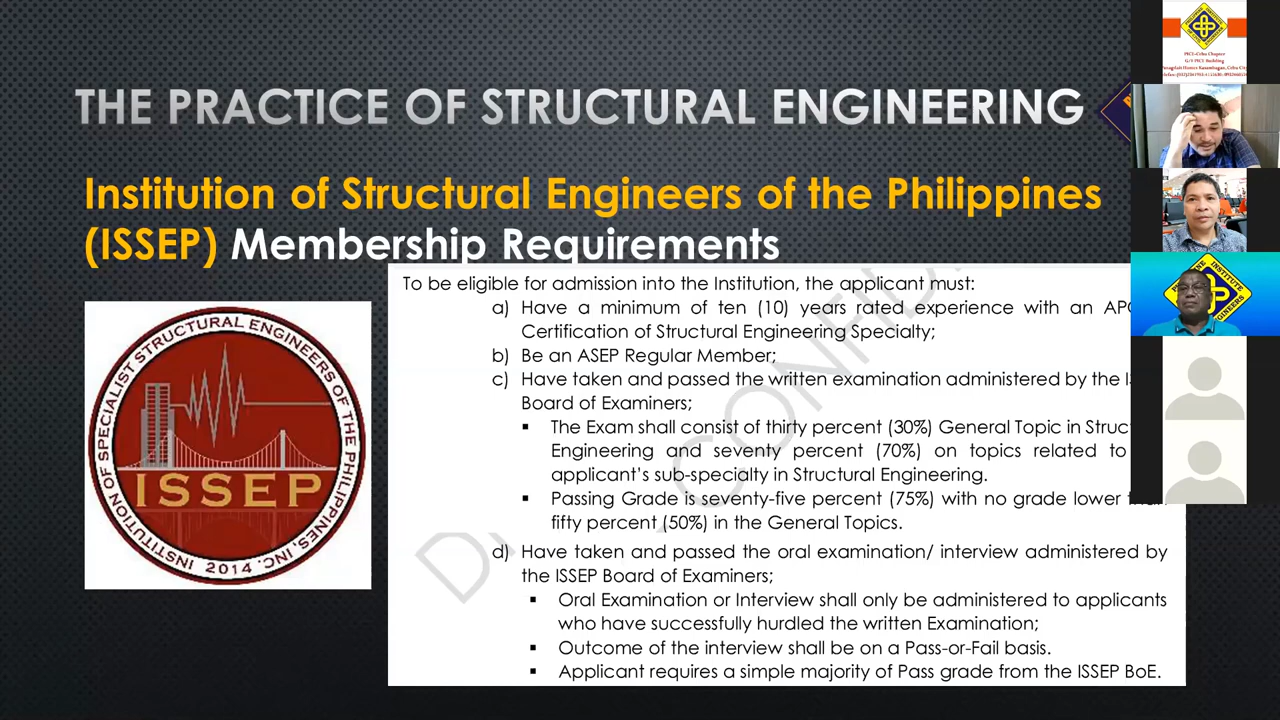 THE PRACTICE OF STRUCTURAL ENGINEERING
Institution of Structural Engineers of the Philippines
(ISSEP) Membership Requirements
INSTITUTION OF SPECIALIST STRUCTURAL ENGINEERS OF THE PHILIPPINES, INC. 2014
ISSEP
To be eligible for admission into the Institution, the applicant must:
a) Have a minimum of ten (10) years rated experience with an
Certification of Structural Engineering Specialty;
b) Be an ASEP Regular Member;
c) Have taken and passed the written examination administered by the
Board of Examiners;
▪ The Exam shall consist of thirty percent (30%) General Topic in
Engineering and seventy percent (70%) on topics related to
applicant's sub-specialty in Structural Engineering.
▪ Passing Grade is seventy-five percent (75%) with no grade lower
fifty percent (50%) in the General Topics.
d) Have taken and passed the oral examination/ interview administered by
the ISSEP Board of Examiners;
▪ Oral Examination or Interview shall only be administered to applicants
who have successfully hurdled the written Examination;
▪ Outcome of the interview shall be on a Pass-or-Fail basis.
▪ Applicant requires a simple majority of Pass grade from the ISSEP BoE.
PICE-Cebu Chapter
G/F PICE Building
INSTITUTE